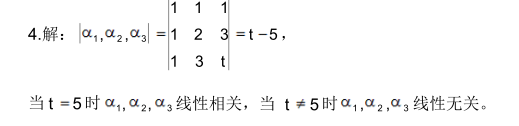 4.解：|α₁,α₂,α₃| = |1 1 1; 1 2 3; 1 3 t| = t − 5，
当 t = 5 时 α₁,α₂,α₃ 线性相关，当 t ≠ 5 时 α₁,α₂,α₃ 线性无关。